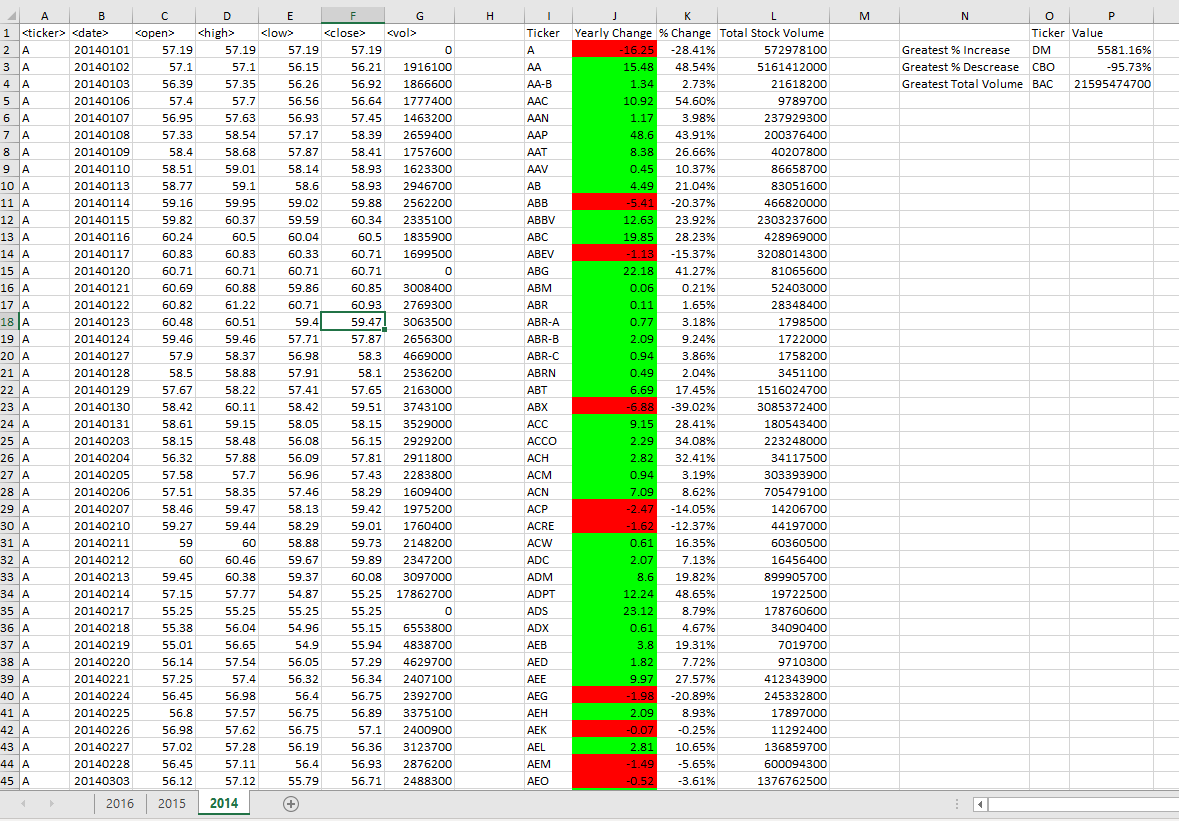 A B C D E F G H I J K L M N O P
1 <ticker> <date> <open> <high> <low> <close> <vol> Ticker Yearly Change % Change Total Stock Volume Ticker Value
2 A 20140101 57.19 57.19 57.19 57.19 0 A -16.25 -28.41% 572978100 Greatest % Increase DM 5581.16%
3 A 20140102 57.1 57.1 56.15 56.21 1916100 AA 15.48 48.54% 5161412000 Greatest % Descrease CBO -95.73%
4 A 20140103 56.39 57.35 56.26 56.92 1866600 AA-B 1.34 2.73% 21618200 Greatest Total Volume BAC 21595474700
5 A 20140106 57.4 57.7 56.56 56.64 1777400 AAC 10.92 54.60% 9789700
6 A 20140107 56.95 57.63 56.93 57.45 1463200 AAN 1.17 3.98% 237929300
7 A 20140108 57.33 58.54 57.17 58.39 2659400 AAP 48.6 43.91% 200376400
8 A 20140109 58.4 58.68 57.87 58.41 1757600 AAT 8.38 26.66% 40207800
9 A 20140110 58.51 59.01 58.14 58.93 1623300 AAV 0.45 10.37% 86658700
10 A 20140113 58.77 59.1 58.6 58.93 2946700 AB 4.49 21.04% 83051600
11 A 20140114 59.16 59.95 59.02 59.88 2562200 ABB -5.41 -20.37% 466820000
12 A 20140115 59.82 60.37 59.59 60.34 2335100 ABBV 12.63 23.92% 2303237600
13 A 20140116 60.24 60.5 60.04 60.5 1835900 ABC 19.85 28.23% 428969000
14 A 20140117 60.83 60.83 60.33 60.71 1699500 ABEV -1.13 -15.37% 3208014300
15 A 20140120 60.71 60.71 60.71 60.71 0 ABG 22.18 41.27% 81065600
16 A 20140121 60.69 60.88 59.86 60.85 3008400 ABM 0.06 0.21% 52403000
17 A 20140122 60.82 61.22 60.71 60.93 2769300 ABR 0.11 1.65% 28348400
18 A 20140123 60.48 60.51 59.4 59.47 3063500 ABR-A 0.77 3.18% 1798500
19 A 20140124 59.46 59.46 57.71 57.87 2656300 ABR-B 2.09 9.24% 1722000
20 A 20140127 57.9 58.37 56.98 58.3 4669000 ABR-C 0.94 3.86% 1758200
21 A 20140128 58.5 58.88 57.91 58.1 2536200 ABRN 0.49 2.04% 3451100
22 A 20140129 57.67 58.22 57.41 57.65 2163000 ABT 6.69 17.45% 1516024700
23 A 20140130 58.42 60.11 58.42 59.51 3743100 ABX -6.88 -39.02% 3085372400
24 A 20140131 58.61 59.15 58.05 58.15 3529000 ACC 9.15 28.41% 180543400
25 A 20140203 58.15 58.48 56.08 56.15 2929200 ACCO 2.29 34.08% 223248000
26 A 20140204 56.32 57.88 56.09 57.81 2911800 ACH 2.82 32.41% 34117500
27 A 20140205 57.58 57.7 56.96 57.43 2283800 ACM 0.94 3.19% 303393900
28 A 20140206 57.51 58.35 57.46 58.29 1609400 ACN 7.09 8.62% 705479100
29 A 20140207 58.46 59.47 58.13 59.42 1975200 ACP -2.47 -14.05% 14206700
30 A 20140210 59.27 59.44 58.29 59.01 1760400 ACRE -1.62 -12.37% 44197000
31 A 20140211 59 60 58.88 59.73 2148200 ACW 0.61 16.35% 60360500
32 A 20140212 60 60.46 59.67 59.89 2347200 ADC 2.07 7.13% 16456400
33 A 20140213 59.45 60.38 59.37 60.08 3097000 ADM 8.6 19.82% 899905700
34 A 20140214 57.15 57.77 54.87 55.25 17862700 ADPT 12.24 48.65% 19722500
35 A 20140217 55.25 55.25 55.25 55.25 0 ADS 23.12 8.79% 178760600
36 A 20140218 55.38 56.04 54.96 55.15 6553800 ADX 0.61 4.67% 34090400
37 A 20140219 55.01 56.65 54.9 55.94 4838700 AEB 3.8 19.31% 7019700
38 A 20140220 56.14 57.54 56.05 57.29 4629700 AED 1.82 7.72% 9710300
39 A 20140221 57.25 57.4 56.32 56.34 2407100 AEE 9.97 27.57% 412343900
40 A 20140224 56.45 56.98 56.4 56.75 2392700 AEG -1.98 -20.89% 245332800
41 A 20140225 56.8 57.57 56.75 56.89 3375100 AEH 2.09 8.93% 17897000
42 A 20140226 56.98 57.62 56.75 57.1 2400900 AEK -0.07 -0.25% 11292400
43 A 20140227 57.02 57.28 56.19 56.36 3123700 AEL 2.81 10.65% 136859700
44 A 20140228 56.45 57.11 56.4 56.93 2876200 AEM -1.49 -5.65% 600094300
45 A 20140303 56.12 57.12 55.79 56.71 2488300 AEO -0.52 -3.61% 1376762500
2016 2015 2014